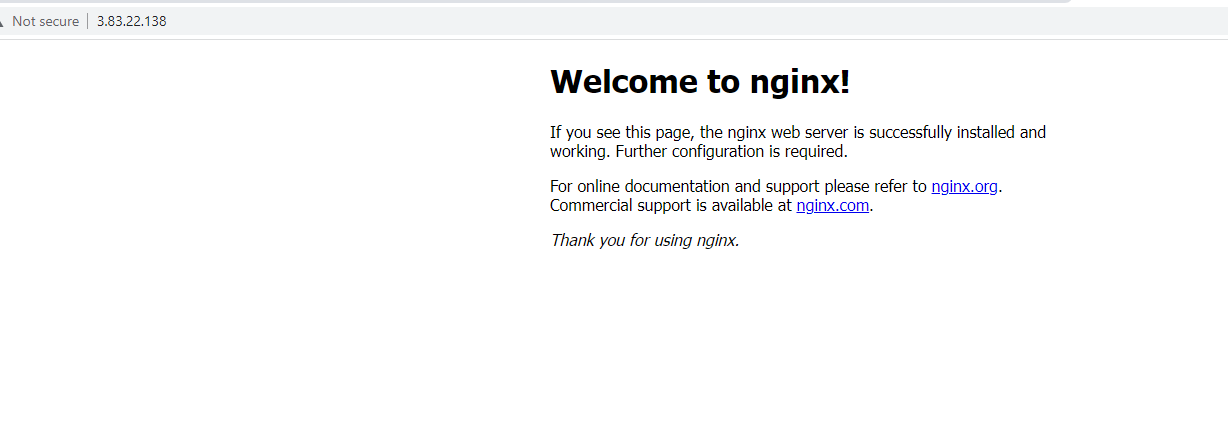 Not secure 3.83.22.138
Welcome to nginx!
If you see this page, the nginx web server is successfully installed and
working. Further configuration is required.
For online documentation and support please refer to nginx.org.
Commercial support is available at nginx.com.
Thank you for using nginx.